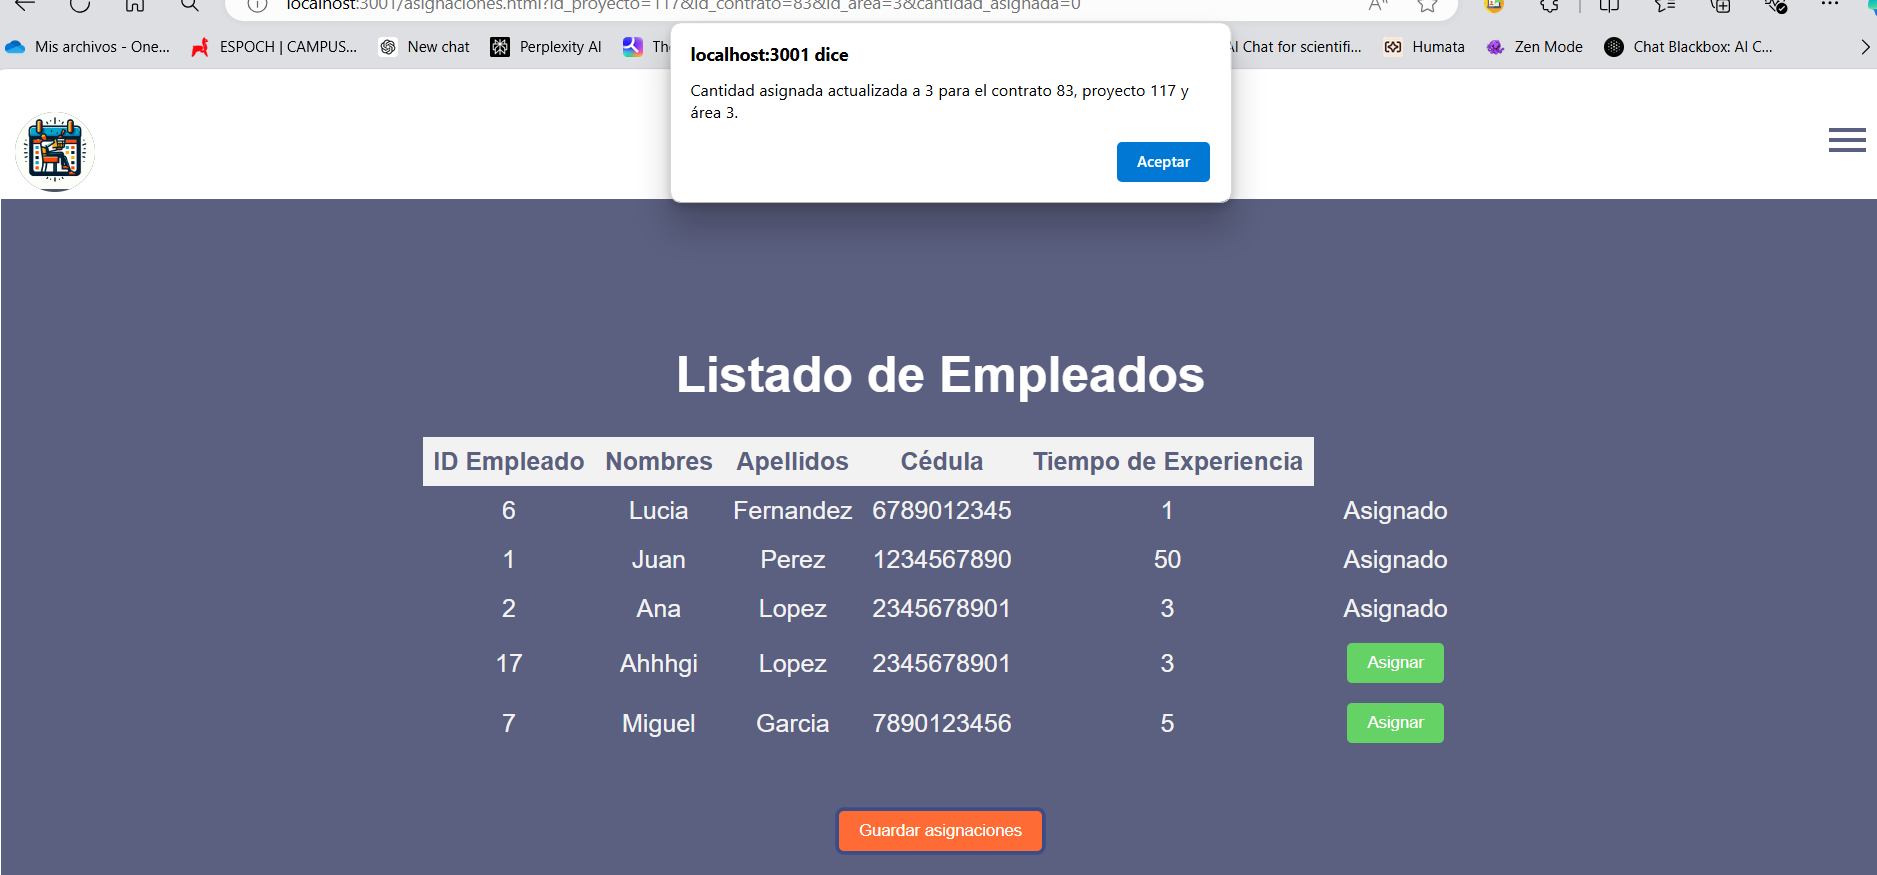 localhost:3001/asignaciones.html?id_proyecto=117&id_contrato=83&id_area=3&cantidad_asignada=0
Mis archivos - One... ESPOCH | CAMPUS... New chat Perplexity AI AI Chat for scientifi... Humata Zen Mode Chat Blackbox: AI C...
localhost:3001 dice
Cantidad asignada actualizada a 3 para el contrato 83, proyecto 117 y
área 3.
Aceptar
Listado de Empleados
ID Empleado Nombres Apellidos Cédula Tiempo de Experiencia
6 Lucia Fernandez 6789012345 1 Asignado
1 Juan Perez 1234567890 50 Asignado
2 Ana Lopez 2345678901 3 Asignado
17 Ahhhgi Lopez 2345678901 3 Asignar
7 Miguel Garcia 7890123456 5 Asignar
Guardar asignaciones